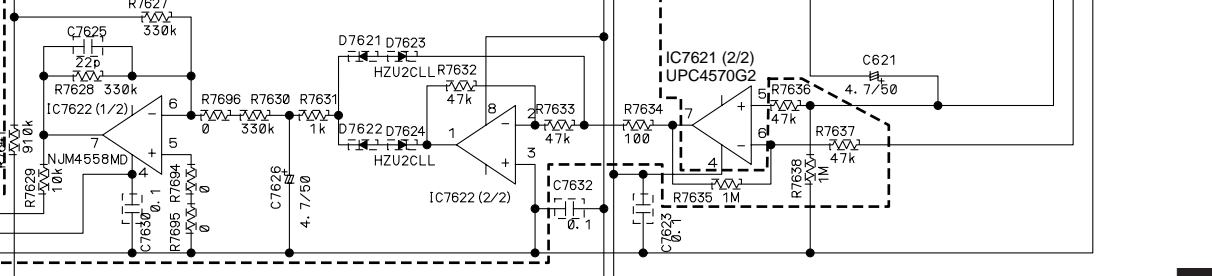 R7627
330k
C7625
22p
R7628 330k
IC7622 (1/2)
6
7
5
4
NJM4558MD
910k
R7629
10k
C7630
0.1
R7694
0
R7695
0
R7696
0
R7630
330k
R7631
1k
C7626
4.7/50
D7621 D7623
HZU2CLL
D7622 D7624
HZU2CLL
R7632
47k
8
1
2
3
IC7622 (2/2)
R7633
47k
C7632
0.1
R7634
100
IC7621 (2/2)
UPC4570G2
7
5
6
4
R7635 1M
C7623
0.1
R7636
47k
R7637
47k
R7638
1M
C621
4.7/50
+
−
+
−
−
+